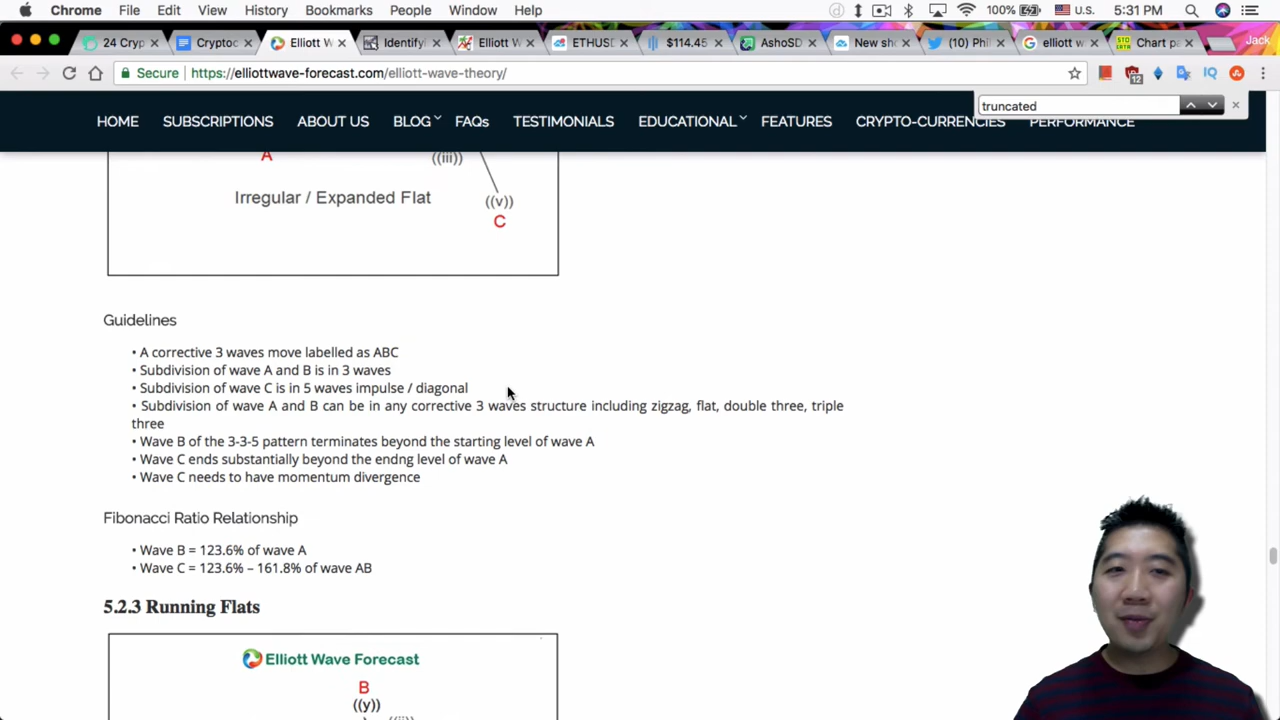 Chrome File Edit View History Bookmarks People Window Help 100% U.S. 5:31 PM
24 Cryp Cryptoc Elliott W Identify Elliott W ETHUSD $114.45 AshoSD New sho (10) Phi elliott w Chart pa Jack
Secure https://elliottwave-forecast.com/elliott-wave-theory/ 12
truncated
HOME SUBSCRIPTIONS ABOUT US BLOG FAQs TESTIMONIALS EDUCATIONAL FEATURES CRYPTO-CURRENCIES PERFORMANCE
A ((iii))
Irregular / Expanded Flat ((v))
C
Guidelines
• A corrective 3 waves move labelled as ABC
• Subdivision of wave A and B is in 3 waves
• Subdivision of wave C is in 5 waves impulse / diagonal
• Subdivision of wave A and B can be in any corrective 3 waves structure including zigzag, flat, double three, triple
three
• Wave B of the 3-3-5 pattern terminates beyond the starting level of wave A
• Wave C ends substantially beyond the endng level of wave A
• Wave C needs to have momentum divergence
Fibonacci Ratio Relationship
• Wave B = 123.6% of wave A
• Wave C = 123.6% – 161.8% of wave AB
5.2.3 Running Flats
Elliott Wave Forecast
B
((y))